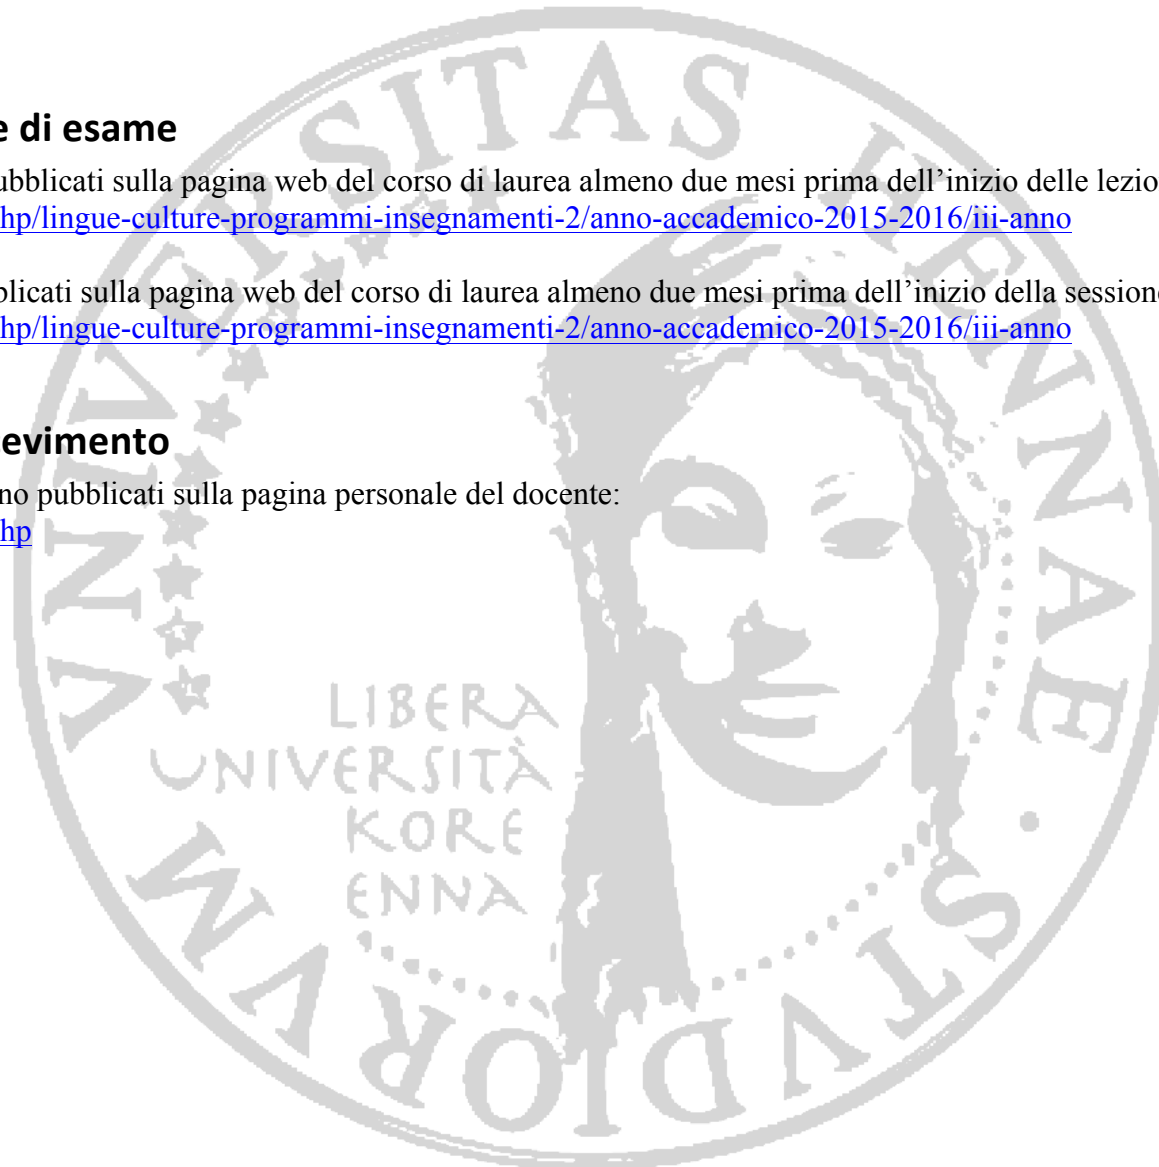 e di esame
ubblicati sulla pagina web del corso di laurea almeno due mesi prima dell’inizio delle lezio
hp/lingue-culture-programmi-insegnamenti-2/anno-accademico-2015-2016/iii-anno
blicati sulla pagina web del corso di laurea almeno due mesi prima dell’inizio della sessione
hp/lingue-culture-programmi-insegnamenti-2/anno-accademico-2015-2016/iii-anno
evimento
no pubblicati sulla pagina personale del docente:
hp
VNIVERSITAS HENNAE · STVDIORVM
LIBERA
UNIVERSITÀ
KORE
ENNA